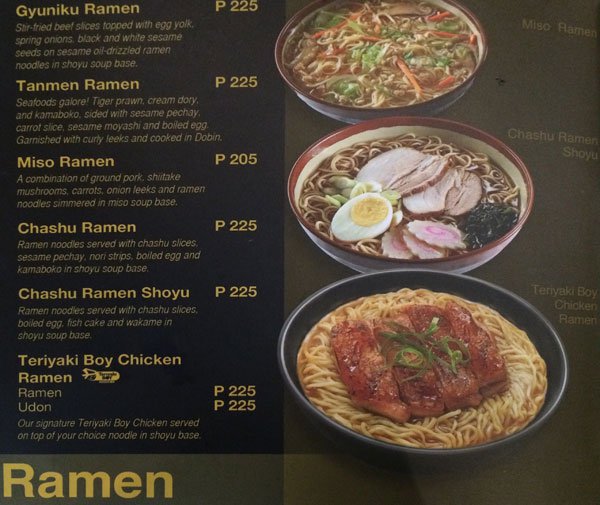 Gyuniku Ramen P 225
Stir-fried beef slices topped with egg yolk,
spring onions, black and white sesame
seeds on sesame oil-drizzled ramen
noodles in shoyu soup base.
Tanmen Ramen P 225
Seafoods galore! Tiger prawn, cream dory,
and kamaboko, sided with sesame pechay,
carrot slice, sesame moyashi and boiled egg.
Garnished with curly leeks and cooked in Dobin.
Miso Ramen P 205
A combination of ground pork, shiitake
mushrooms, carrots, onion leeks and ramen
noodles simmered in miso soup base.
Chashu Ramen P 225
Ramen noodles served with chashu slices,
sesame pechay, nori strips, boiled egg and
kamaboko in shoyu soup base.
Chashu Ramen Shoyu P 225
Ramen noodles served with chashu slices,
boiled egg, fish cake and wakame in
shoyu soup base.
Teriyaki Boy Chicken
Ramen
Ramen P 225
Udon P 225
Our signature Teriyaki Boy Chicken served
on top of your choice noodle in shoyu base.
Ramen
Miso Ramen
Chashu Ramen
Shoyu
Teriyaki Boy
Chicken
Ramen